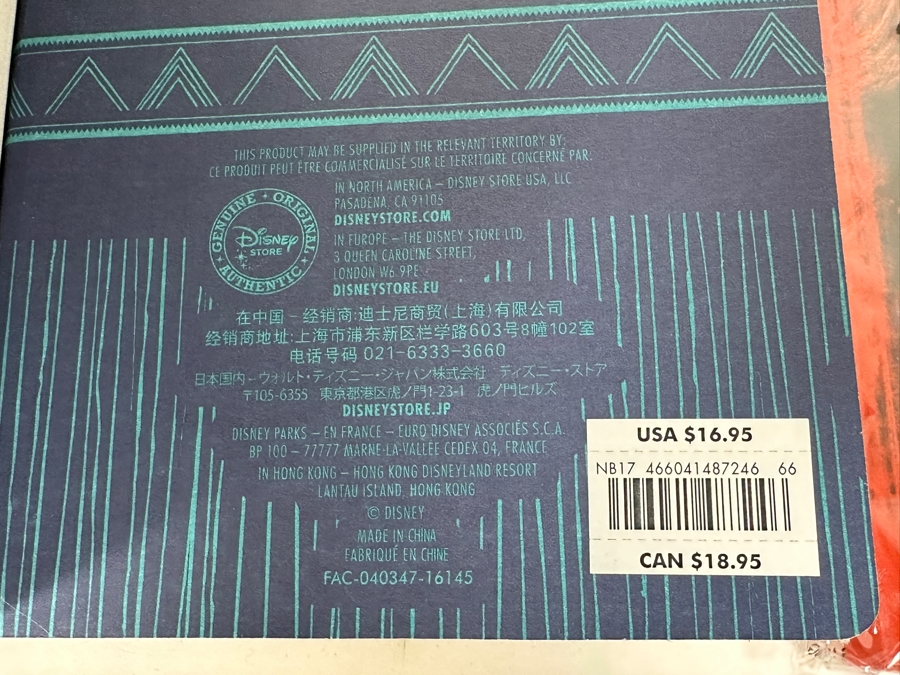 THIS PRODUCT MAY BE SUPPLIED IN THE RELEVANT TERRITORY BY:
CE PRODUIT PEUT ÊTRE COMMERCIALISÉ SUR LE TERRITOIRE CONCERNÉ PAR:
GENUINE • ORIGINAL • AUTHENTIC •
Disney
STORE
IN NORTH AMERICA – DISNEY STORE USA, LLC
PASADENA, CA 91105
DISNEYSTORE.COM
IN EUROPE – THE DISNEY STORE LTD,
3 QUEEN CAROLINE STREET,
LONDON W6 9PE
DISNEYSTORE.EU
在中国 – 经销商:迪士尼商贸(上海)有限公司
经销商地址:上海市浦东新区栏学路603号8幢102室
电话号码 021-6333-3660
日本国内–ウォルト・ディズニー・ジャパン株式会社 ディズニー・ストア
〒105-6355 東京都港区虎ノ門1-23-1 虎ノ門ヒルズ
DISNEYSTORE.JP
DISNEY PARKS – EN FRANCE – EURO DISNEY ASSOCIÉS S.C.A.
BP 100 – 77777 MARNE-LA-VALLÉE CEDEX 04, FRANCE
IN HONG KONG – HONG KONG DISNEYLAND RESORT
LANTAU ISLAND, HONG KONG
© DISNEY
MADE IN CHINA
FABRIQUÉ EN CHINE
FAC-040347-16145
USA $16.95
NB17 466041487246 66
CAN $18.95